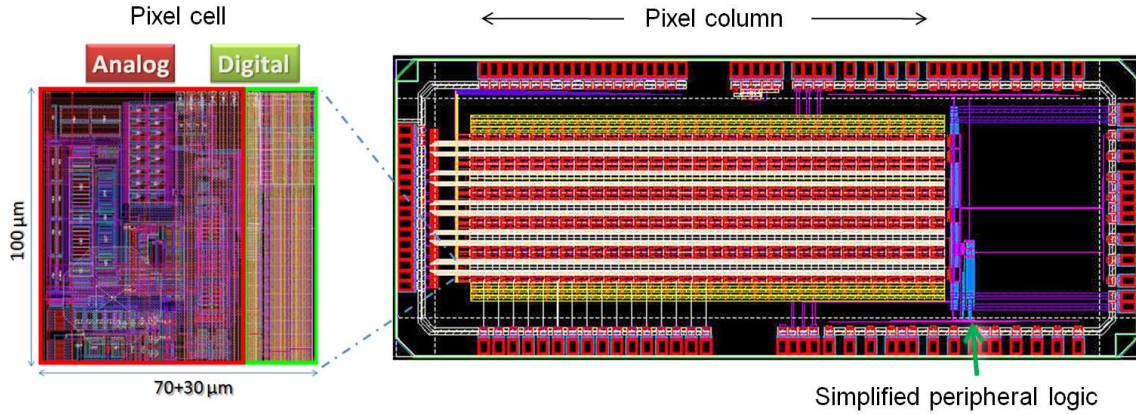 Pixel cell
Pixel column
Analog
Digital
100 µm
70+30 µm
Simplified peripheral logic